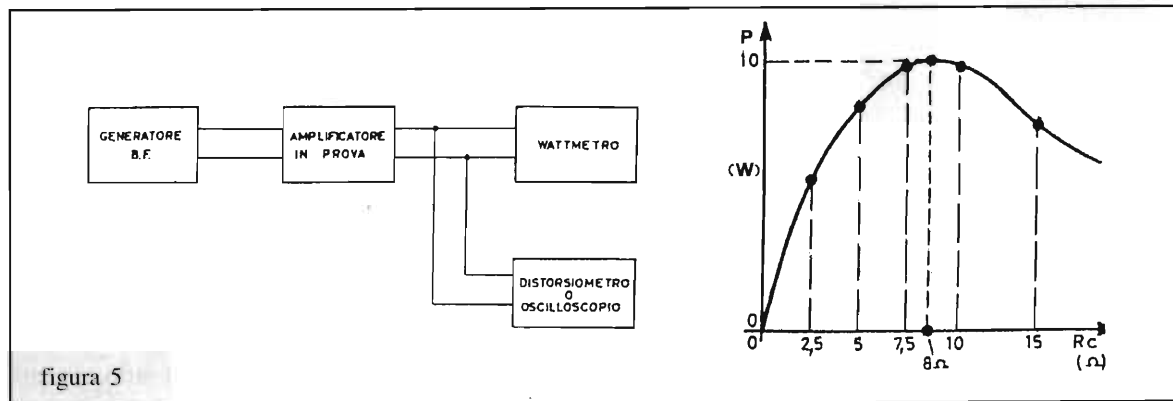 GENERATORE
B.F.
AMPLIFICATORE
IN PROVA
WATTMETRO
DISTORSIOMETRO
O
OSCILLOSCOPIO
figura 5
P
10
(W)
0
0
2,5
5
7,5
10
15
Rc
(Ω)
8Ω